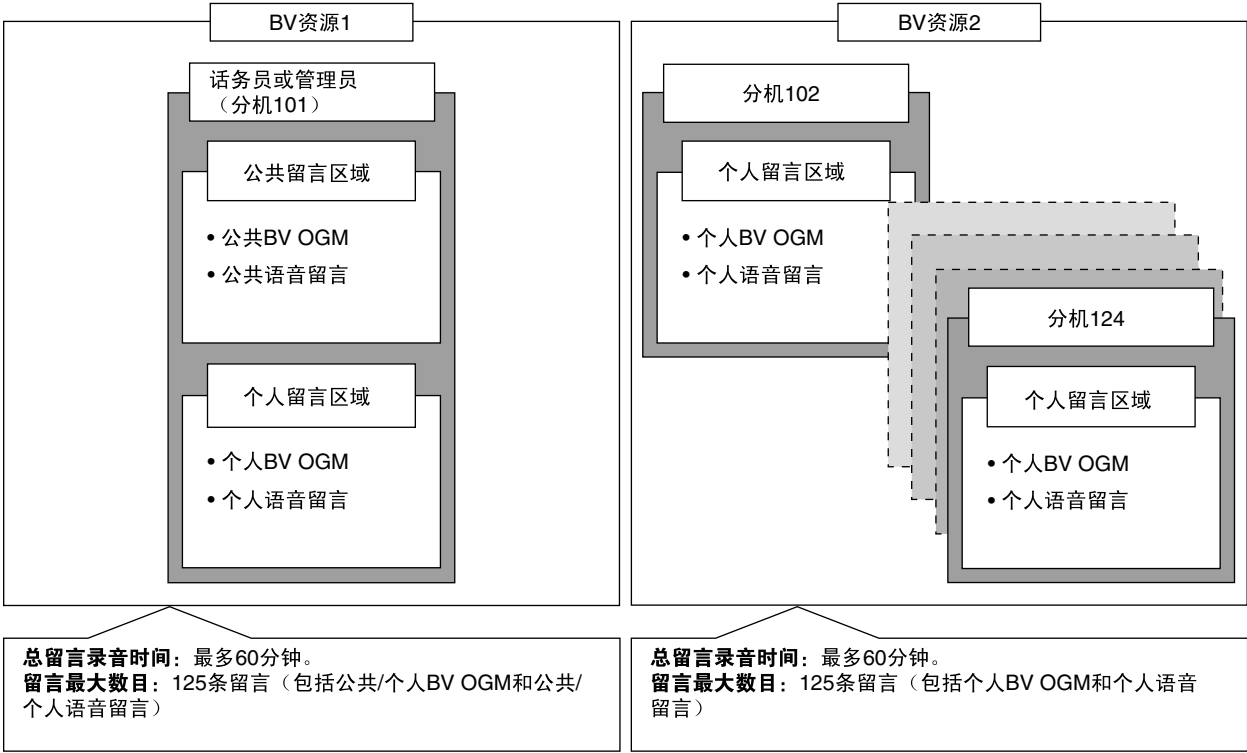 BV资源1
话务员或管理员
（分机101）
公共留言区域
• 公共BV OGM
• 公共语音留言
个人留言区域
• 个人BV OGM
• 个人语音留言
总留言录音时间：最多60分钟。
留言最大数目：125条留言（包括公共/个人BV OGM和公共/
个人语音留言）
BV资源2
分机102
个人留言区域
• 个人BV OGM
• 个人语音留言
分机124
个人留言区域
• 个人BV OGM
• 个人语音留言
总留言录音时间：最多60分钟。
留言最大数目：125条留言（包括个人BV OGM和个人语音
留言）